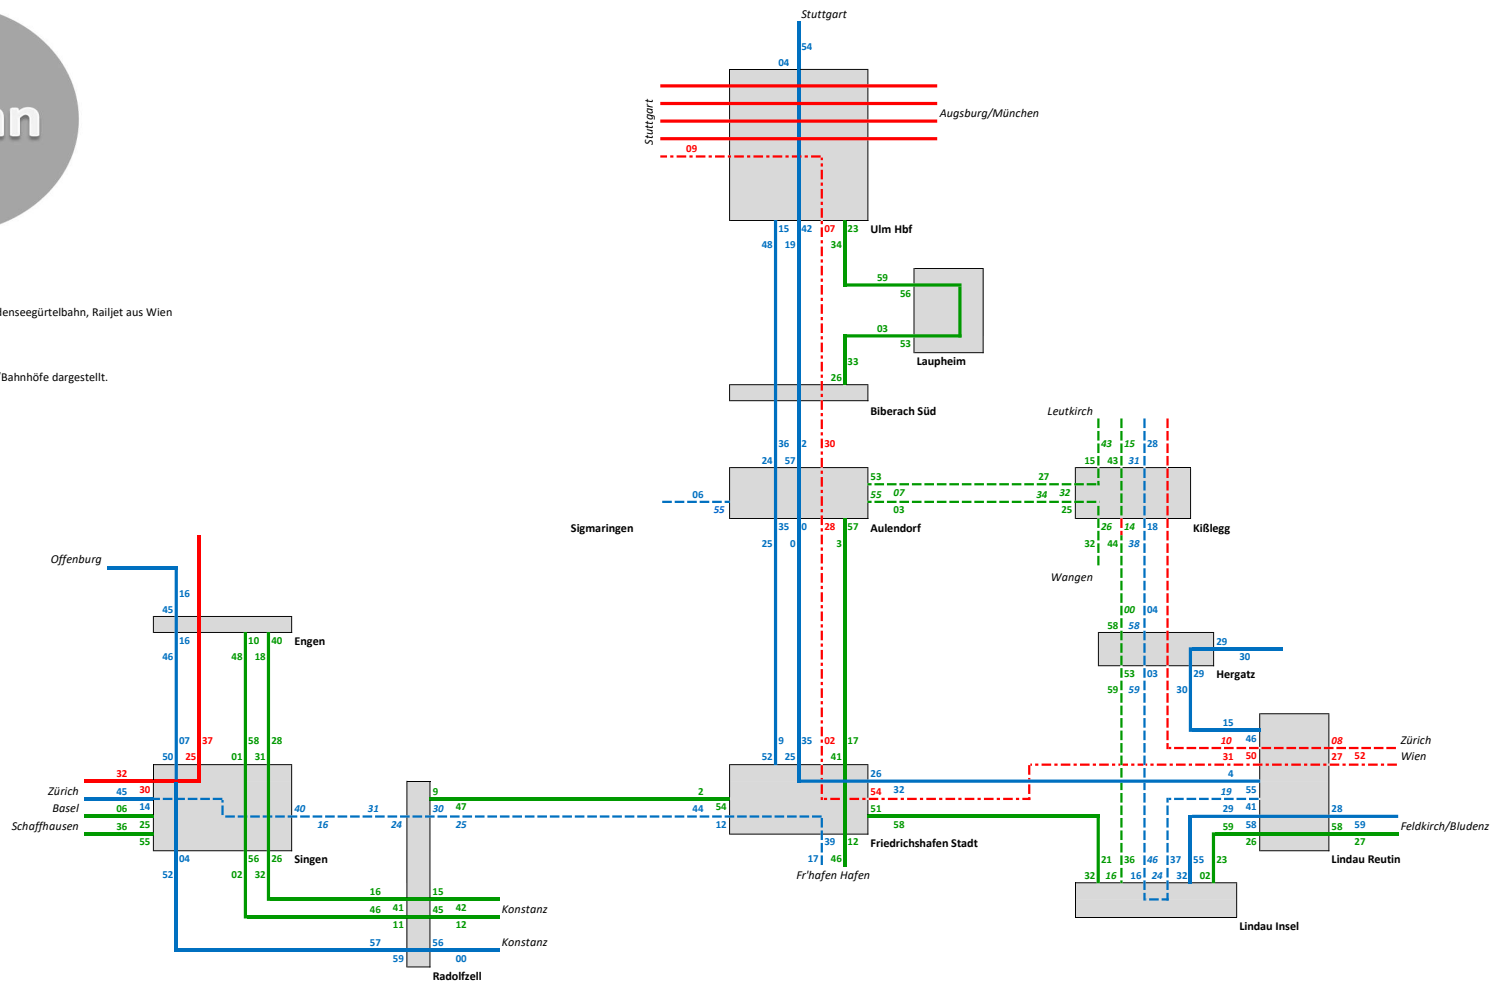 Stuttgart
54
04
nn
Stuttgart
Augsburg/München
09
15 42 07 23
Ulm Hbf
48 19 34
59
56
denseegürtelbahn, Railjet aus Wien
03
53
33
Laupheim
/Bahnhöfe dargestellt.
26
Biberach Süd
Leutkirch
36 2 30
43 15 28
24 57
15 43 31
53
27
06
55 07
34 32
55
03
25
Sigmaringen
35 0 28 57
Aulendorf
26 14 18
Kißlegg
25 0 3
32 44 38
Offenburg
Wangen
16
45
00 04
58 58
16
10 40
Engen
29
46
48 18
30
53 03 29
Hergatz
59 59 30
15
07 37 58 28
9 35 02 17
10 46
08
Zürich
50 25 01 31
52 25 41
31 50
27 52
Wien
32
26
4
Zürich
45 30
9
2
54 32
19 55
Basel
06 14
40 31 30 47
44 54
51
29 41
28
Schaffhausen
36 25
16 24 25
12
58
59 58
58 59
Feldkirch/Bludenz
55
26
27
04 56 26
Singen
39 12
Friedrichshafen Stadt
21 36 46 37 55 23
Lindau Reutin
52 02 32
17 46
32 16 16 24 32 02
Fr'hafen Hafen
16
15
46 41
45 42
Konstanz
11
12
Lindau Insel
57
56
Konstanz
59
00
Radolfzell